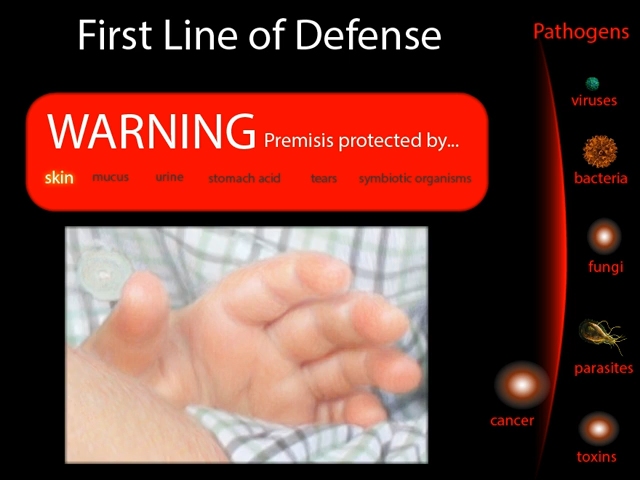 First Line of Defense
WARNING Premisis protected by...
skin mucus urine stomach acid tears symbiotic organisms
Pathogens
viruses
bacteria
fungi
parasites
cancer
toxins